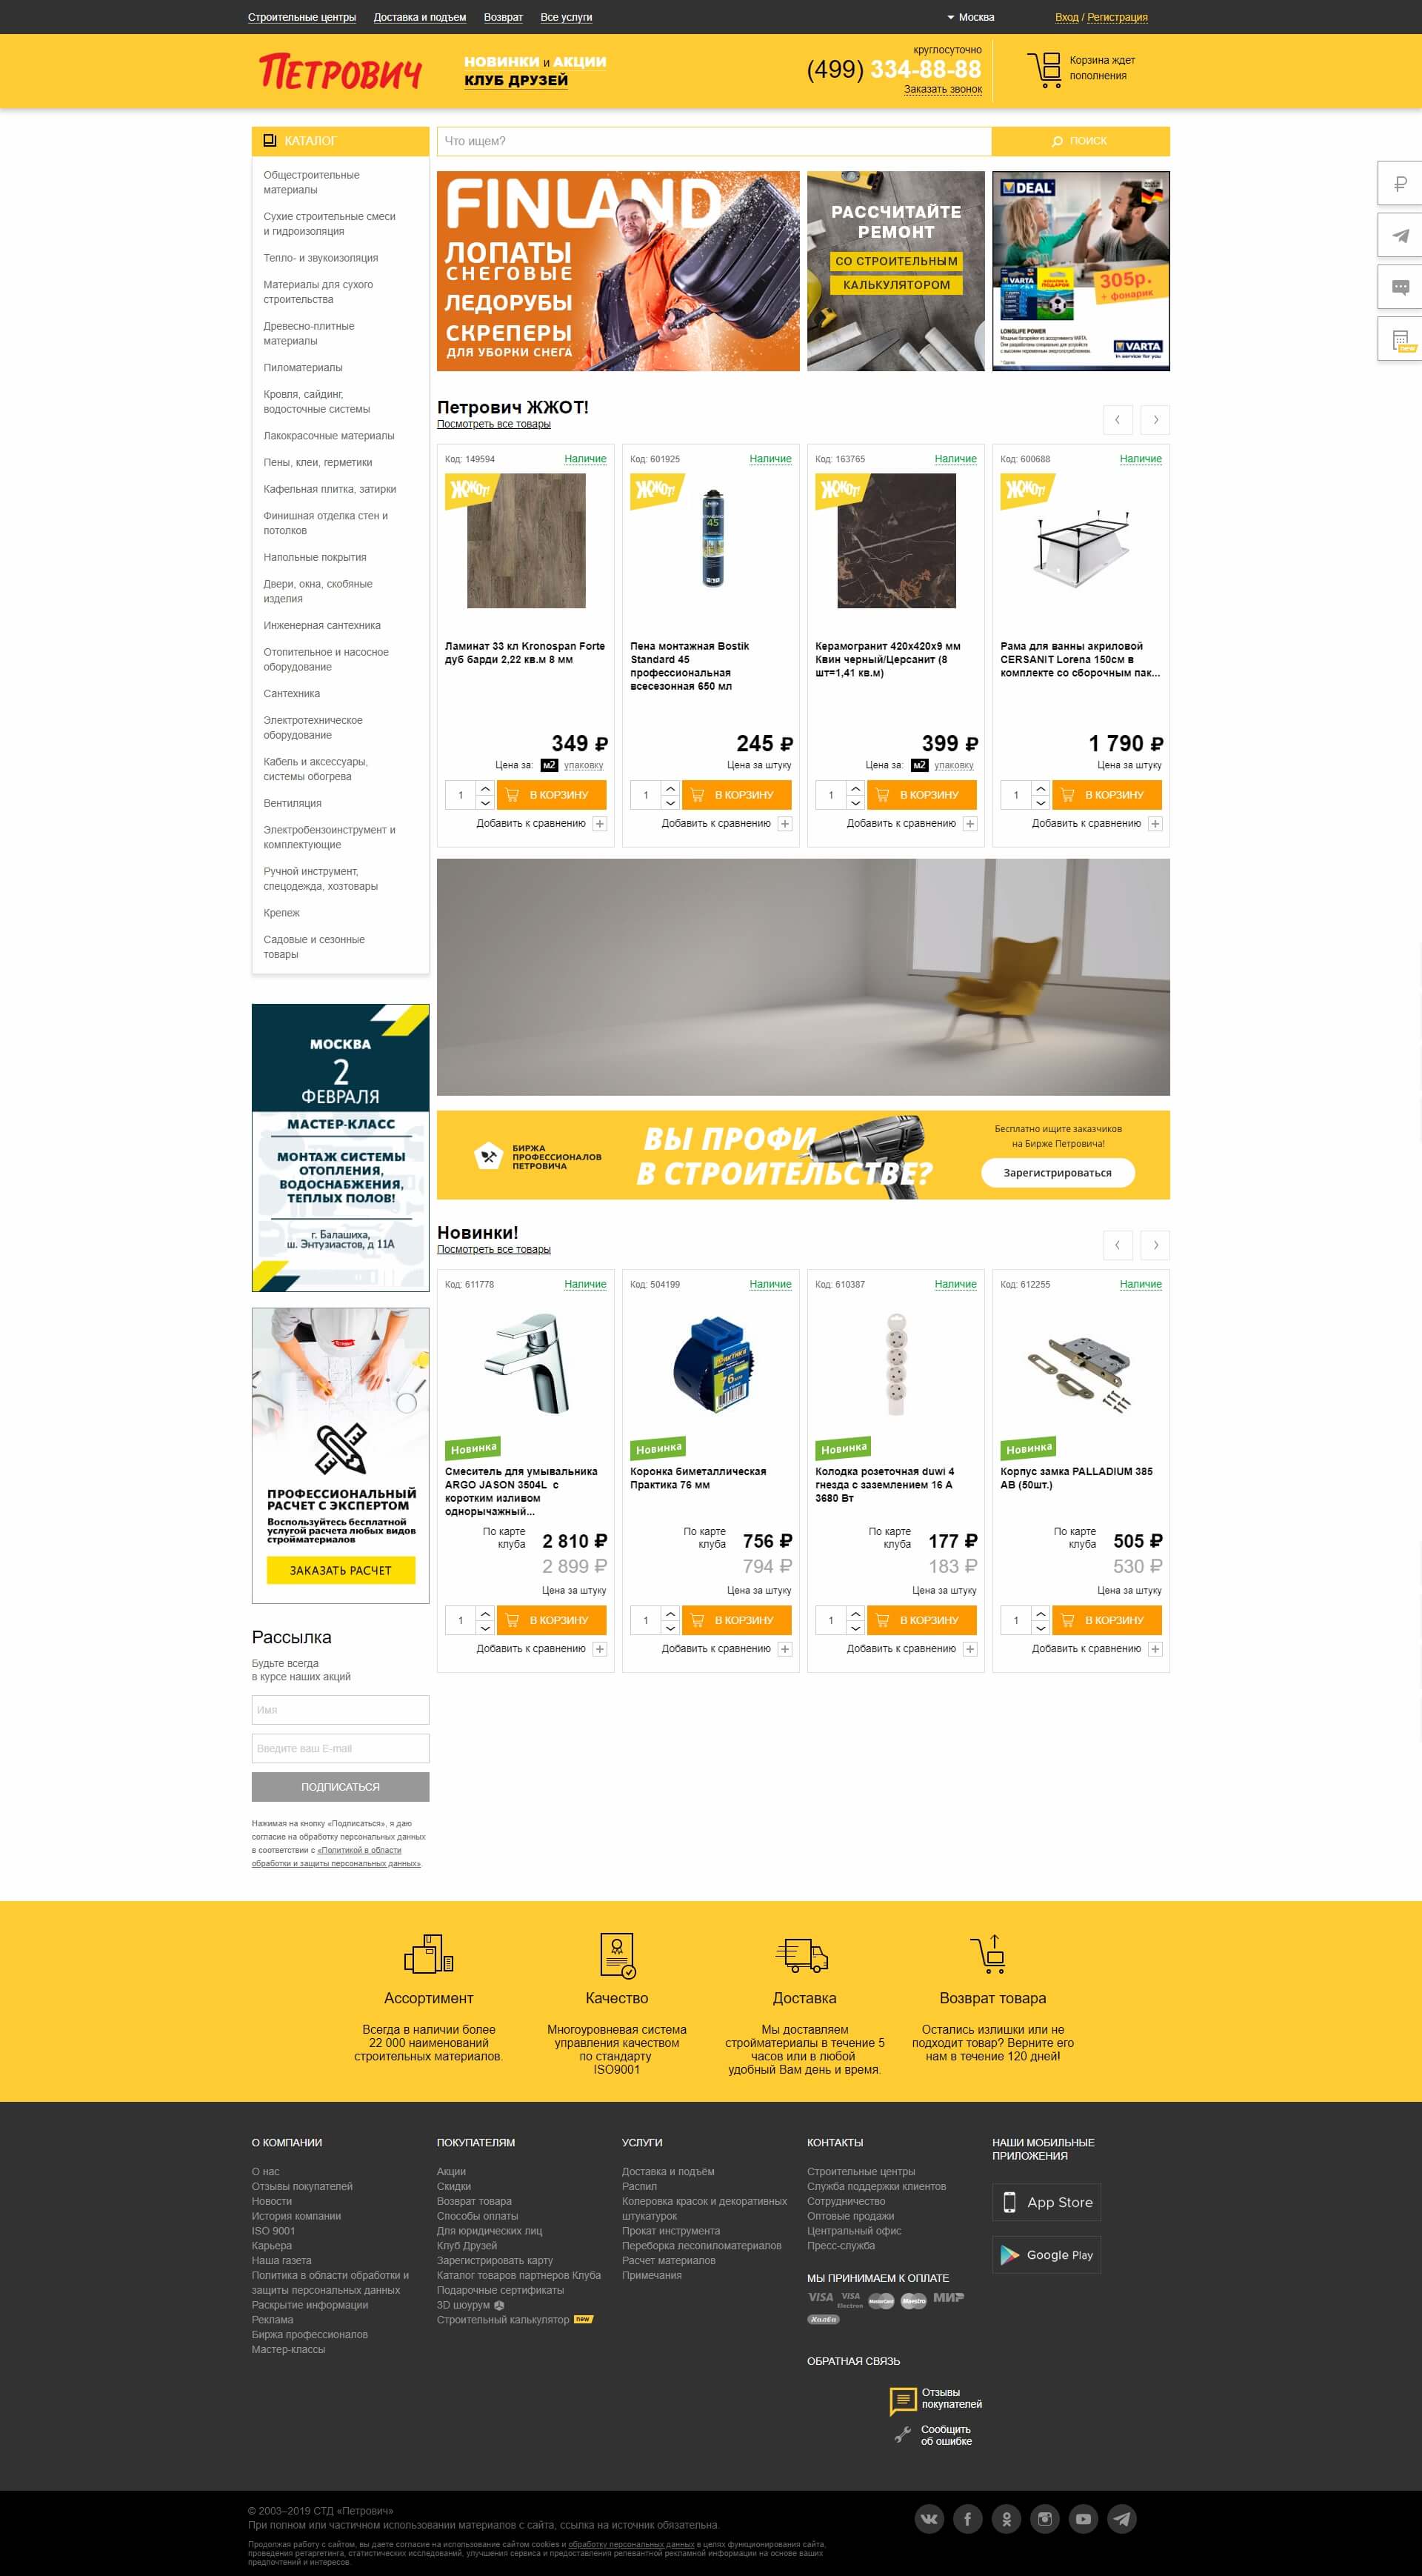 Строительные центры Доставка и подъем Возврат Все услуги Москва Вход / Регистрация
Петрович
НОВИНКИ и АКЦИИ
КЛУБ ДРУЗЕЙ
круглосуточно
(499) 334-88-88
Заказать звонок
Корзина ждет
пополнения
КАТАЛОГ
Что ищем?
ПОИСК
Общестроительные
материалы
Сухие строительные смеси
и гидроизоляция
Тепло- и звукоизоляция
Материалы для сухого
строительства
Древесно-плитные
материалы
Пиломатериалы
Кровля, сайдинг,
водосточные системы
Лакокрасочные материалы
Пены, клеи, герметики
Кафельная плитка, затирки
Финишная отделка стен и
потолков
Напольные покрытия
Двери, окна, скобяные
изделия
Инженерная сантехника
Отопительное и насосное
оборудование
Сантехника
Электротехническое
оборудование
Кабель и аксессуары,
системы обогрева
Вентиляция
Электробензоинструмент и
комплектующие
Ручной инструмент,
спецодежда, хозтовары
Крепеж
Садовые и сезонные
товары
FINLAND
ЛОПАТЫ
СНЕГОВЫЕ
ЛЕДОРУБЫ
СКРЕПЕРЫ
ДЛЯ УБОРКИ СНЕГА
РАССЧИТАЙТЕ
РЕМОНТ
СО СТРОИТЕЛЬНЫМ
КАЛЬКУЛЯТОРОМ
DEAL
VARTA
305р.
+ фонарик
LONGLIFE POWER
VARTA
in service for you
new
Петрович ЖЖОТ!
Посмотреть все товары
Код: 149594 Наличие
ЖЖОТ!
Ламинат 33 кл Kronospan Forte
дуб барди 2,22 кв.м 8 мм
349 ₽
Цена за: м2 упаковку
1 В КОРЗИНУ
Добавить к сравнению
Код: 601925 Наличие
ЖЖОТ!
45
Пена монтажная Bostik
Standard 45
профессиональная
всесезонная 650 мл
245 ₽
Цена за штуку
1 В КОРЗИНУ
Добавить к сравнению
Код: 163765 Наличие
ЖЖОТ!
Керамогранит 420х420х9 мм
Квин черный/Церсанит (8
шт=1,41 кв.м)
399 ₽
Цена за: м2 упаковку
1 В КОРЗИНУ
Добавить к сравнению
Код: 600688 Наличие
ЖЖОТ!
Рама для ванны акриловой
CERSANIT Lorena 150см в
комплекте со сборочным пак...
1 790 ₽
Цена за штуку
1 В КОРЗИНУ
Добавить к сравнению
БИРЖА
ПРОФЕССИОНАЛОВ
ПЕТРОВИЧА
ВЫ ПРОФИ
В СТРОИТЕЛЬСТВЕ?
Бесплатно ищите заказчиков
на Бирже Петровича!
Зарегистрироваться
Новинки!
Посмотреть все товары
Код: 611778 Наличие
Новинка
Смеситель для умывальника
ARGO JASON 3504L с
коротким изливом
однорычажный...
По карте
клуба 2 810 ₽
2 899 ₽
Цена за штуку
1 В КОРЗИНУ
Добавить к сравнению
Код: 504199 Наличие
ПРАКТИКА
76
Новинка
Коронка биметаллическая
Практика 76 мм
По карте
клуба 756 ₽
794 ₽
Цена за штуку
1 В КОРЗИНУ
Добавить к сравнению
Код: 610387 Наличие
Новинка
Колодка розеточная duwi 4
гнезда с заземлением 16 А
3680 Вт
По карте
клуба 177 ₽
183 ₽
Цена за штуку
1 В КОРЗИНУ
Добавить к сравнению
Код: 612255 Наличие
Новинка
Корпус замка PALLADIUM 385
AB (50шт.)
По карте
клуба 505 ₽
530 ₽
Цена за штуку
1 В КОРЗИНУ
Добавить к сравнению
МОСКВА
2
ФЕВРАЛЯ
МАСТЕР-КЛАСС
МОНТАЖ СИСТЕМЫ
ОТОПЛЕНИЯ,
ВОДОСНАБЖЕНИЯ,
ТЕПЛЫХ ПОЛОВ!
г. Балашиха,
ш. Энтузиастов, д 11А
ПРОФЕССИОНАЛЬНЫЙ
РАСЧЕТ С ЭКСПЕРТОМ
Воспользуйтесь бесплатной
услугой расчета любых видов
стройматериалов
ЗАКАЗАТЬ РАСЧЕТ
Рассылка
Будьте всегда
в курсе наших акций
Имя
Введите ваш E-mail
ПОДПИСАТЬСЯ
Нажимая на кнопку «Подписаться», я даю
согласие на обработку персональных данных
в соответствии с «Политикой в области
обработки и защиты персональных данных»
Ассортимент
Всегда в наличии более
22 000 наименований
строительных материалов.
Качество
Многоуровневая система
управления качеством
по стандарту
ISO9001
Доставка
Мы доставляем
стройматериалы в течение 5
часов или в любой
удобный Вам день и время.
Возврат товара
Остались излишки или не
подходит товар? Верните его
нам в течение 120 дней!
О КОМПАНИИ
О нас
Отзывы покупателей
Новости
История компании
ISO 9001
Карьера
Наша газета
Политика в области обработки и
защиты персональных данных
Раскрытие информации
Реклама
Биржа профессионалов
Мастер-классы
ПОКУПАТЕЛЯМ
Акции
Скидки
Возврат товара
Способы оплаты
Для юридических лиц
Клуб Друзей
Зарегистрировать карту
Каталог товаров партнеров Клуба
Подарочные сертификаты
3D шоурум
Строительный калькулятор new
УСЛУГИ
Доставка и подъём
Распил
Колеровка красок и декоративных
штукатурок
Прокат инструмента
Переборка лесопиломатериалов
Расчет материалов
Примечания
КОНТАКТЫ
Строительные центры
Служба поддержки клиентов
Сотрудничество
Оптовые продажи
Центральный офис
Пресс-служба
МЫ ПРИНИМАЕМ К ОПЛАТЕ
VISA VISA Electron MasterCard Maestro МИР
Халва
ОБРАТНАЯ СВЯЗЬ
Отзывы
покупателей
Сообщить
об ошибке
НАШИ МОБИЛЬНЫЕ
ПРИЛОЖЕНИЯ
App Store
Google Play
© 2003–2019 СТД «Петрович»
При полном или частичном использовании материалов с сайта, ссылка на источник обязательна.
Продолжая работу с сайтом, вы даете согласие на использование сайтом cookies и обработку персональных данных в целях функционирования сайта,
проведения ретаргетинга, статистических исследований, улучшения сервиса и предоставления релевантной рекламной информации на основе ваших
предпочтений и интересов.